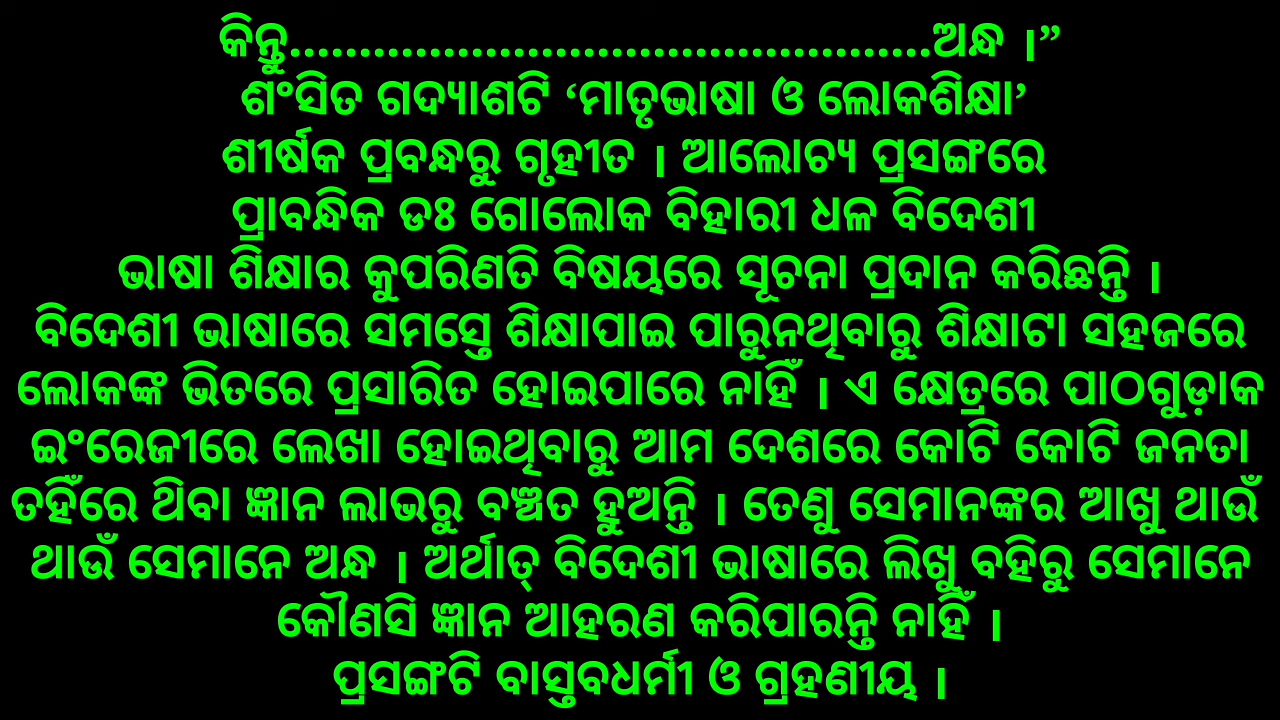 କିନ୍ତୁ..............................................ଅନ୍ଧ ।”
ଶଂସିତ ଗଦ୍ୟାଶଟି ‘ମାତୃଭାଷା ଓ ଲୋକଶିକ୍ଷା’
ଶୀର୍ଷକ ପ୍ରବନ୍ଧରୁ ଗୃହୀତ । ଆଲୋଚ୍ୟ ପ୍ରସଙ୍ଗରେ
ପ୍ରାବନ୍ଧିକ ଡଃ ଗୋଲୋକ ବିହାରୀ ଧଳ ବିଦେଶୀ
ଭାଷା ଶିକ୍ଷାର କୁପରିଣତି ବିଷୟରେ ସୂଚନା ପ୍ରଦାନ କରିଛନ୍ତି ।
ବିଦେଶୀ ଭାଷାରେ ସମସ୍ତେ ଶିକ୍ଷାପାଇ ପାରୁନଥିବାରୁ ଶିକ୍ଷାଟା ସହଜରେ
ଲୋକଙ୍କ ଭିତରେ ପ୍ରସାରିତ ହୋଇପାରେ ନାହିଁ । ଏ କ୍ଷେତ୍ରରେ ପାଠଗୁଡ଼ାକ
ଇଂରେଜୀରେ ଲେଖା ହୋଇଥିବାରୁ ଆମ ଦେଶରେ କୋଟି କୋଟି ଜନତା
ତହିଁରେ ଥିବା ଜ୍ଞାନ ଲାଭରୁ ବଞ୍ଚିତ ହୁଅନ୍ତି । ତେଣୁ ସେମାନଙ୍କର ଆଖୁ ଥାଉଁ
ଥାଉଁ ସେମାନେ ଅନ୍ଧ । ଅର୍ଥାତ୍ ବିଦେଶୀ ଭାଷାରେ ଲିଖୁ ବହିରୁ ସେମାନେ
କୌଣସି ଜ୍ଞାନ ଆହରଣ କରିପାରନ୍ତି ନାହିଁ ।
ପ୍ରସଙ୍ଗଟି ବାସ୍ତବଧର୍ମୀ ଓ ଗ୍ରହଣୀୟ ।